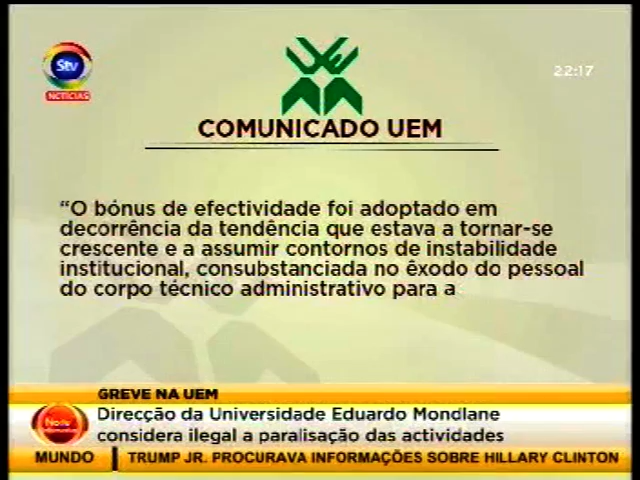 Stv
NOTÍCIAS
22:17
UEM
COMUNICADO UEM
“O bónus de efectividade foi adoptado em
decorrência da tendência que estava a tornar-se
crescente e a assumir contornos de instabilidade
institucional, consubstanciada no êxodo do pessoal
do corpo técnico administrativo para a
GREVE NA UEM
Direcção da Universidade Eduardo Mondlane
considera ilegal a paralisação das actividades
MUNDO
TRUMP JR. PROCURAVA INFORMAÇÕES SOBRE HILLARY CLINTON